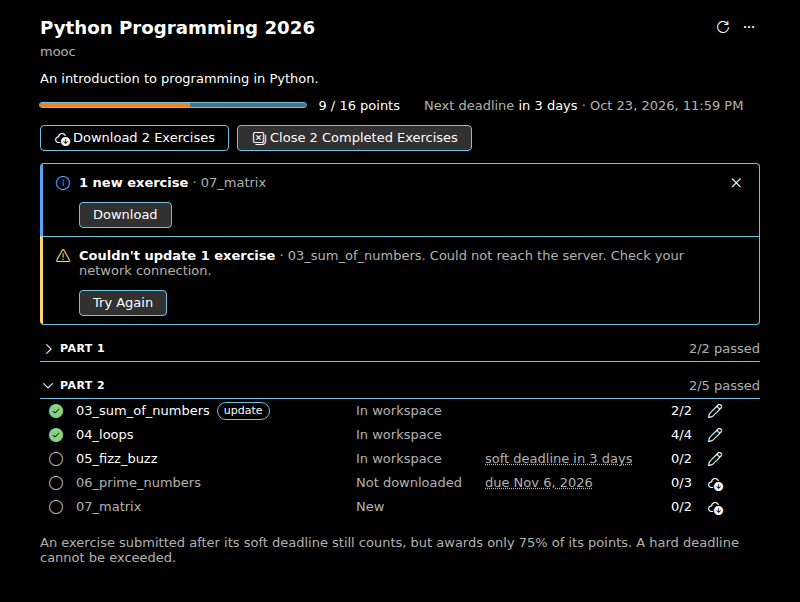 Python Programming 2026
mooc
An introduction to programming in Python.
9 / 16 points Next deadline in 3 days · Oct 23, 2026, 11:59 PM
Download 2 Exercises Close 2 Completed Exercises
1 new exercise · 07_matrix
Download
Couldn't update 1 exercise · 03_sum_of_numbers. Could not reach the server. Check your
network connection.
Try Again
PART 1 2/2 passed
PART 2 2/5 passed
03_sum_of_numbers update In workspace 2/2
04_loops In workspace 4/4
05_fizz_buzz In workspace soft deadline in 3 days 0/2
06_prime_numbers Not downloaded due Nov 6, 2026 0/3
07_matrix New 0/2
An exercise submitted after its soft deadline still counts, but awards only 75% of its points. A hard deadline
cannot be exceeded.